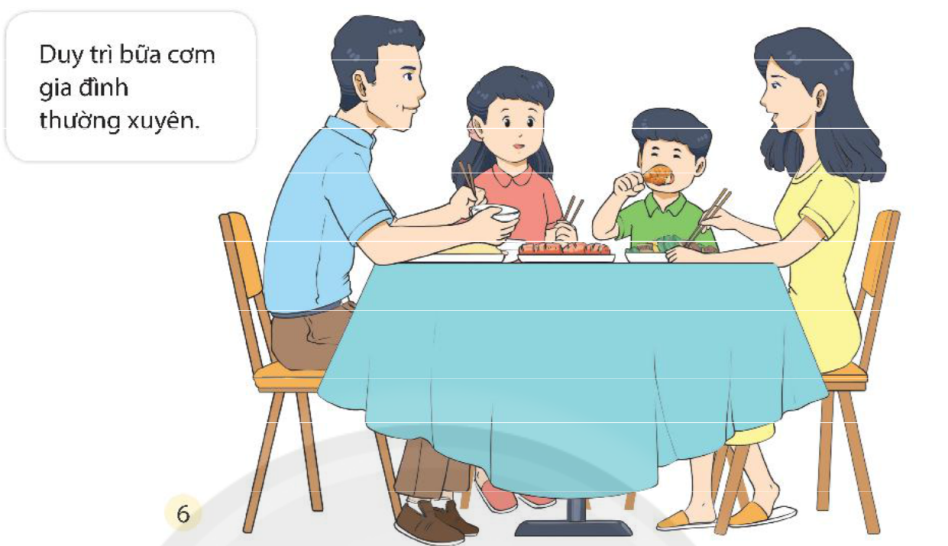 Duy trì bữa cơm
gia đình
thường xuyên.
6